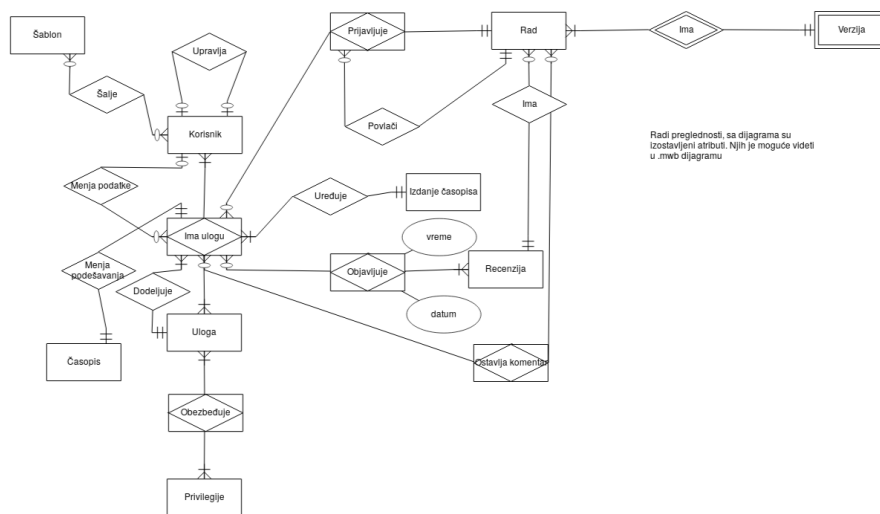 Šablon
Upravlja
Prijavljuje
Rad
Ima
Verzija
Šalje
Povlači
Ima
Korisnik
Radi preglednosti, sa dijagrama su
izostavljeni atributi. Njih je moguće videti
u .mwb dijagramu
Menja podatke
Uređuje
Izdanje časopisa
Ima ulogu
vreme
Menja
podešavanja
Objavljuje
Recenzija
Dodeljuje
datum
Uloga
Časopis
Ostavlja komentar
Obezbeđuje
Privilegije